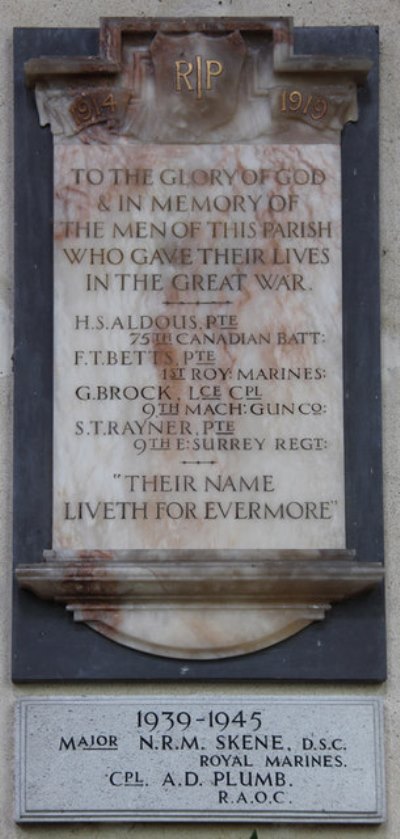 RIP
1914 1919
TO THE GLORY OF GOD
& IN MEMORY OF
THE MEN OF THIS PARISH
WHO GAVE THEIR LIVES
IN THE GREAT WAR.
H.S. ALDOUS, PTE
75TH CANADIAN BATT:
F.T. BETTS, PTE
1ST ROY: MARINES:
G. BROCK, LCE CPL
9TH MACH: GUN CO:
S.T. RAYNER, PTE
9TH E: SURREY REGT:
"THEIR NAME
LIVETH FOR EVERMORE"
1939-1945
MAJOR N.R.M. SKENE, D.S.C.
ROYAL MARINES.
CPL. A.D. PLUMB.
R.A.O.C.